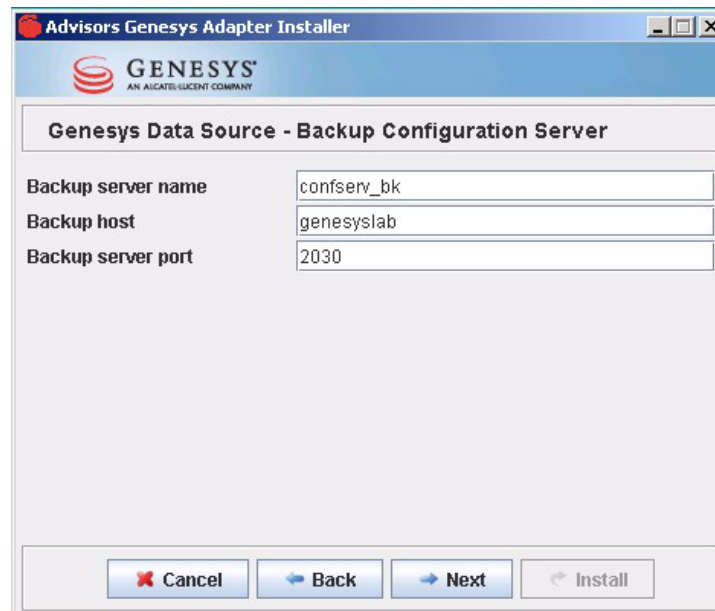 Advisors Genesys Adapter Installer
GENESYS
AN ALCATEL-LUCENT COMPANY
Genesys Data Source - Backup Configuration Server
Backup server name confserv_bk
Backup host genesyslab
Backup server port 2030
Cancel Back Next Install